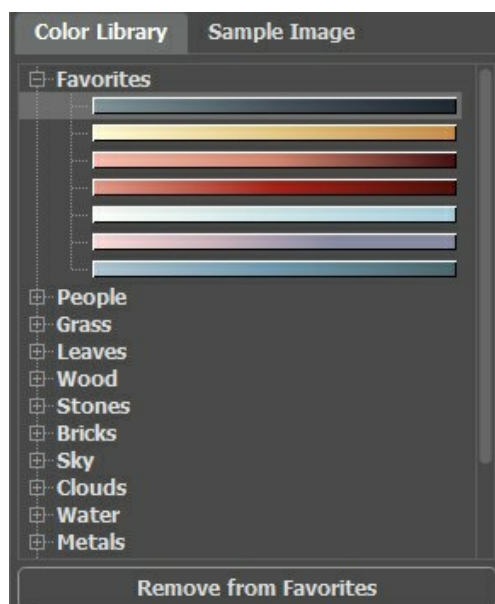 Color Library Sample Image
Favorites
People
Grass
Leaves
Wood
Stones
Bricks
Sky
Clouds
Water
Metals
Remove from Favorites